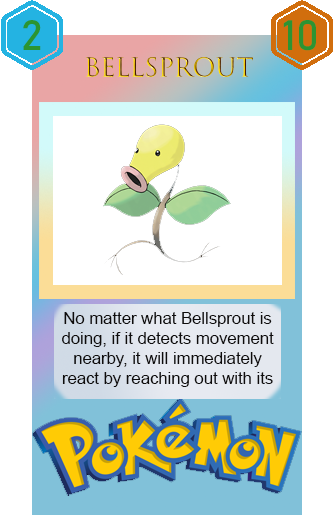 2
10
BELLSPROUT
No matter what Bellsprout is
doing, if it detects movement
nearby, it will immediately
react by reaching out with its
POKéMON